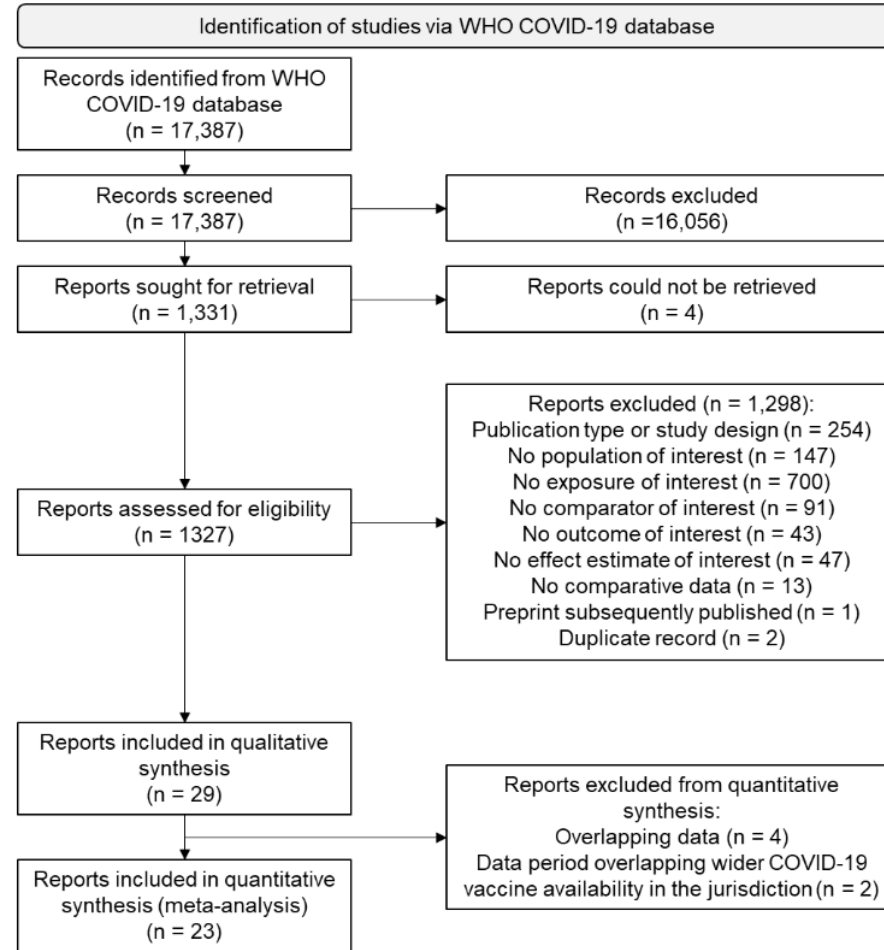 Identification of studies via WHO COVID-19 database
Records identified from WHO
COVID-19 database
(n = 17,387)
Records screened
(n = 17,387)
Records excluded
(n =16,056)
Reports sought for retrieval
(n = 1,331)
Reports could not be retrieved
(n = 4)
Reports assessed for eligibility
(n = 1327)
Reports excluded (n = 1,298):
Publication type or study design (n = 254)
No population of interest (n = 147)
No exposure of interest (n = 700)
No comparator of interest (n = 91)
No outcome of interest (n = 43)
No effect estimate of interest (n = 47)
No comparative data (n = 13)
Preprint subsequently published (n = 1)
Duplicate record (n = 2)
Reports included in qualitative
synthesis
(n = 29)
Reports excluded from quantitative
synthesis:
Overlapping data (n = 4)
Data period overlapping wider COVID-19
vaccine availability in the jurisdiction (n = 2)
Reports included in quantitative
synthesis (meta-analysis)
(n = 23)